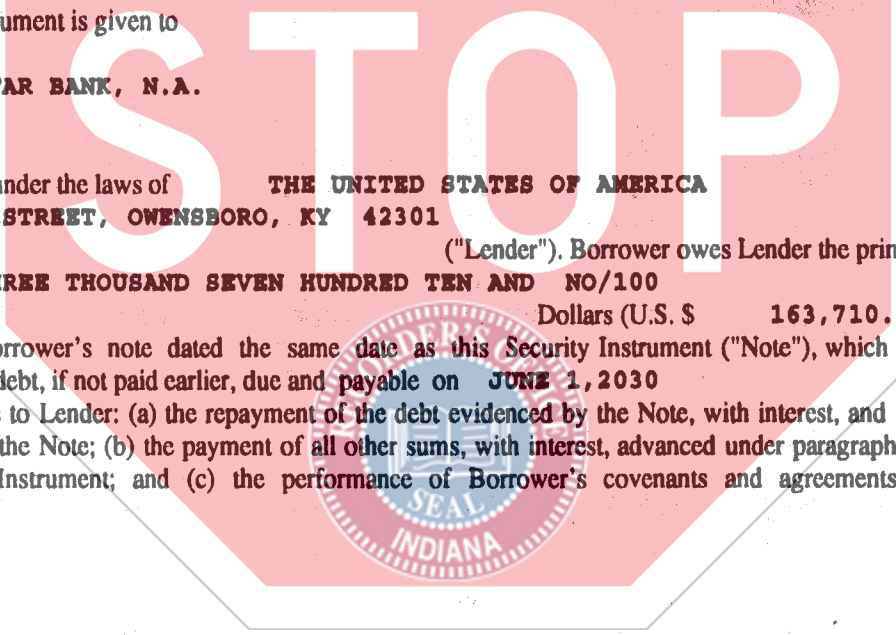 STOP
ument is given to
AR BANK, N.A.
under the laws of THE UNITED STATES OF AMERICA
STREET, OWENSBORO, KY 42301
("Lender"). Borrower owes Lender the prin
REE THOUSAND SEVEN HUNDRED TEN AND NO/100
Dollars (U.S. $ 163,710.
orrower's note dated the same date as this Security Instrument ("Note"), which
debt, if not paid earlier, due and payable on JUNE 1,2030
s to Lender: (a) the repayment of the debt evidenced by the Note, with interest, and
the Note; (b) the payment of all other sums, with interest, advanced under paragraph
Instrument; and (c) the performance of Borrower's covenants and agreements
RECORDER'S OFFICE
SEAL
INDIANA